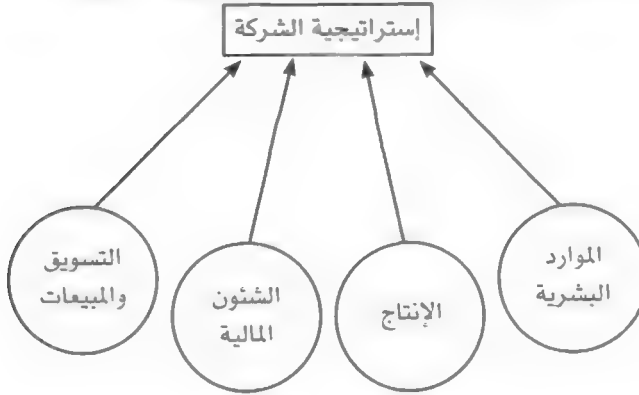 إستراتيجية الشركة
الموارد
البشرية
الإنتاج
الشئون
المالية
التسويق
والمبيعات